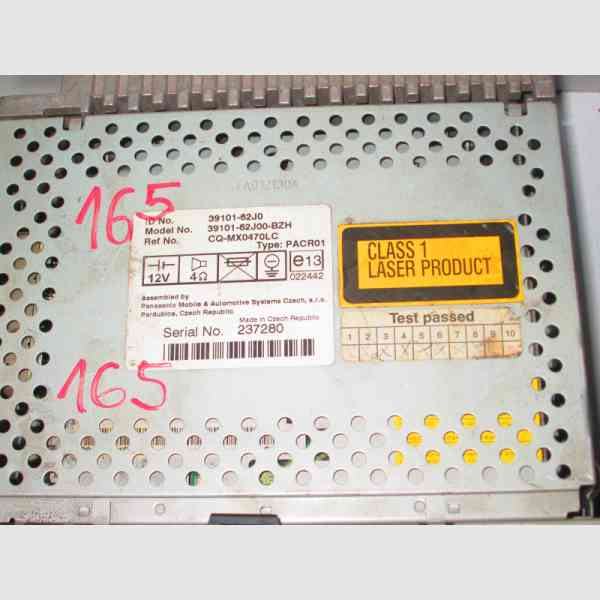 165
FA0121304
ID No. 39101-62J0
Model No. 39101-62J00-BZH
Ref No. CQ-MX0470LC
Type: PACR01
12V 4Ω e13
022442
Assembled by
Panasonic Mobile & Automotive Systems Czech, s.r.o.
Pardubice, Czech Republic
Made in Czech Republic
Serial No. 237280
CLASS 1
LASER PRODUCT
Test passed
1 2 3 4 5 6 7 8 9 10
165